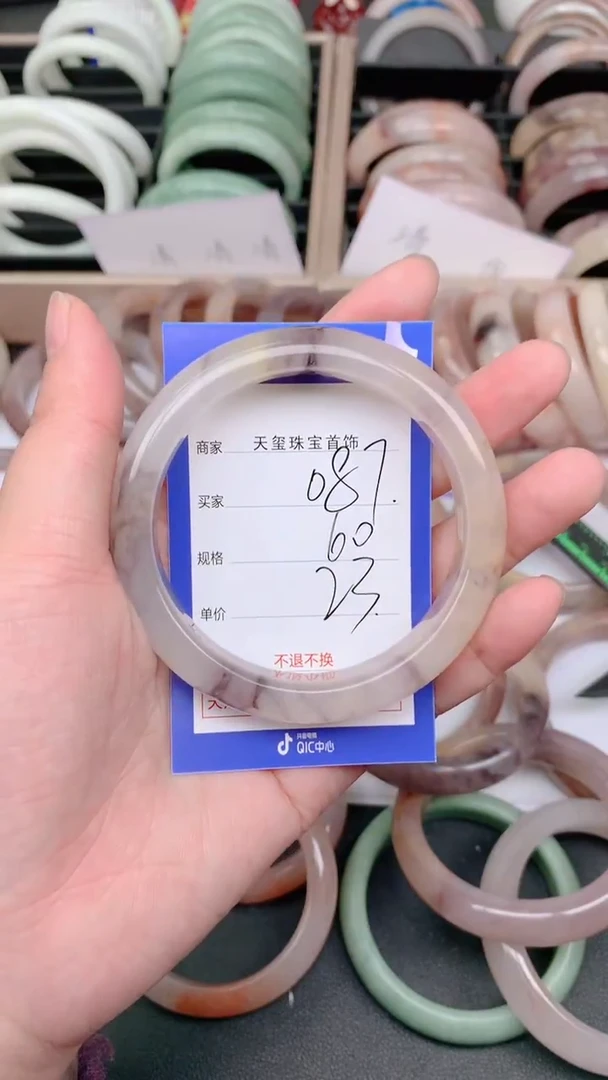 商家 天玺珠宝首饰
买家 087.
规格 60
单价 23.
不退不换
抖音电商
QIC中心